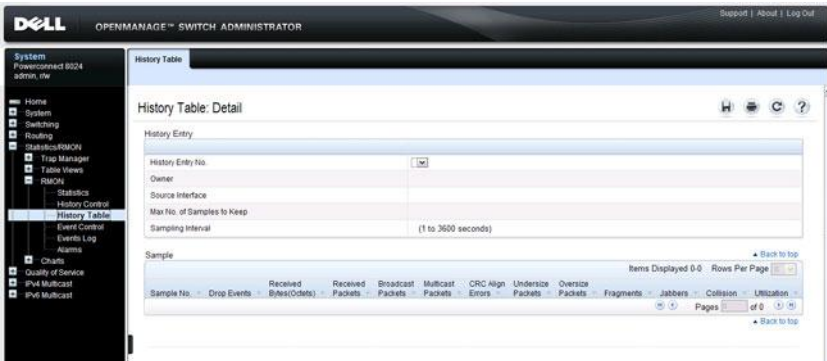 Support | About | Log Out
DELL OPENMANAGE™ SWITCH ADMINISTRATOR
System
Powerconnect 8024
admin, r/w
Home
System
Switching
Routing
Statistics/RMON
Trap Manager
Table Views
RMON
Statistics
History Control
History Table
Event Control
Events Log
Alarms
Charts
Quality of Service
IPv4 Multicast
IPv6 Multicast
History Table
History Table: Detail
History Entry
History Entry No.
Owner
Source Interface
Max No. of Samples to Keep
Sampling Interval (1 to 3600 seconds)
Sample Back to top
Items Displayed 0-0 Rows Per Page
Sample No. Drop Events Received Bytes(Octets) Received Packets Broadcast Packets Multicast Packets CRC Align Errors Undersize Packets Oversize Packets Fragments Jabbers Collision Utilization
Pages of 0
Back to top